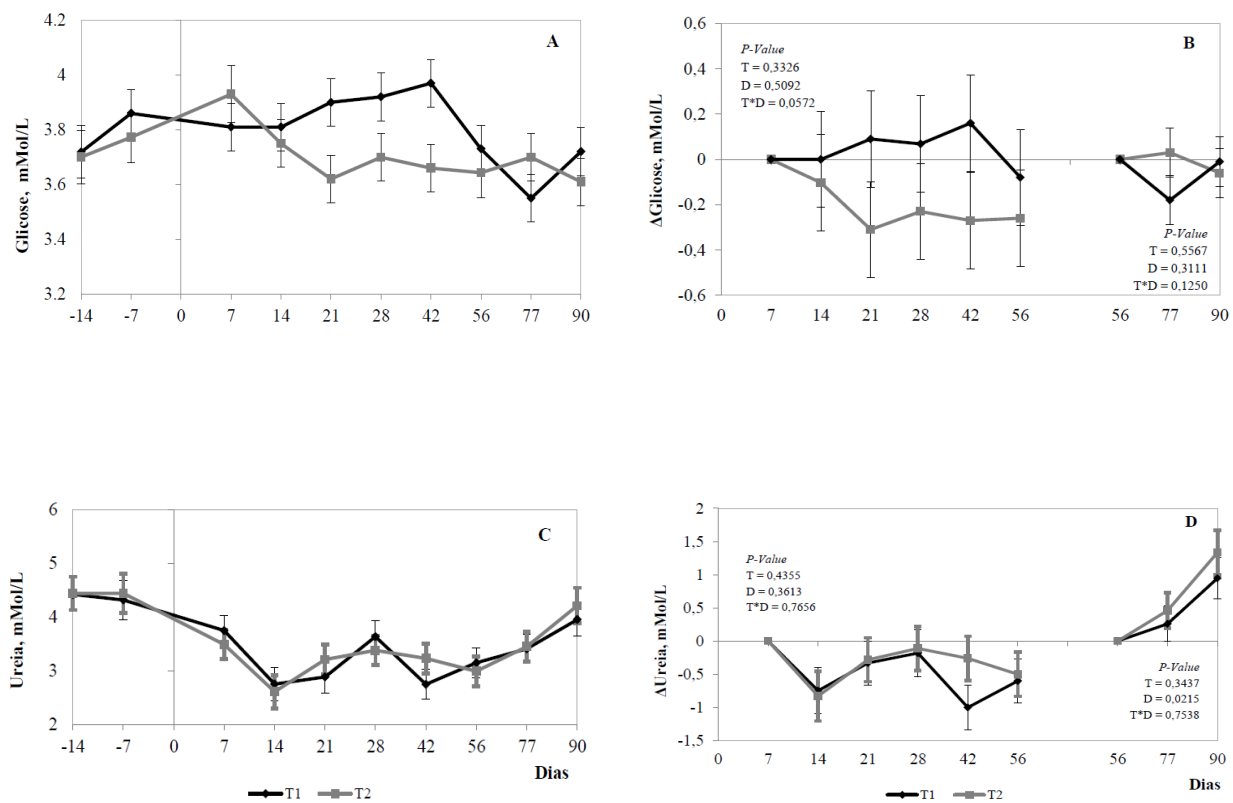 A
Glicose, mMol/L
4.2
4
3.8
3.6
3.4
3.2
-14 -7 0 7 14 21 28 42 56 77 90
B
ΔGlicose, mMol/L
0,6
0,4
0,2
0
-0,2
-0,4
-0,6
P-Value
T = 0,3326
D = 0,5092
T*D = 0,0572
P-Value
T = 0,5567
D = 0,3111
T*D = 0,1250
0 7 14 21 28 42 56 56 77 90
C
Ureia, mMol/L
6
5
4
3
2
-14 -7 0 7 14 21 28 42 56 77 90
Dias
T1 T2
D
ΔUreia, mMol/L
2
1,5
1
0,5
0
-0,5
-1
-1,5
P-Value
T = 0,4355
D = 0,3613
T*D = 0,7656
P-Value
T = 0,3437
D = 0,0215
T*D = 0,7538
0 7 14 21 28 42 56 56 77 90
Dias
T1 T2